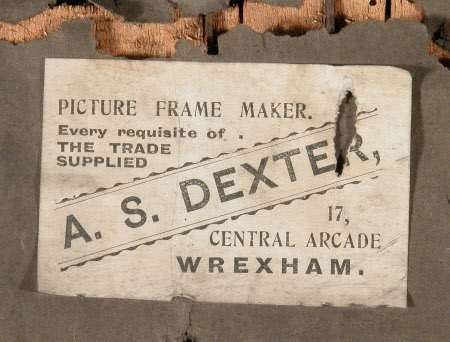 PICTURE FRAME MAKER.
Every requisite of .
THE TRADE
SUPPLIED
A. S. DEXTER,
17,
CENTRAL ARCADE
WREXHAM.